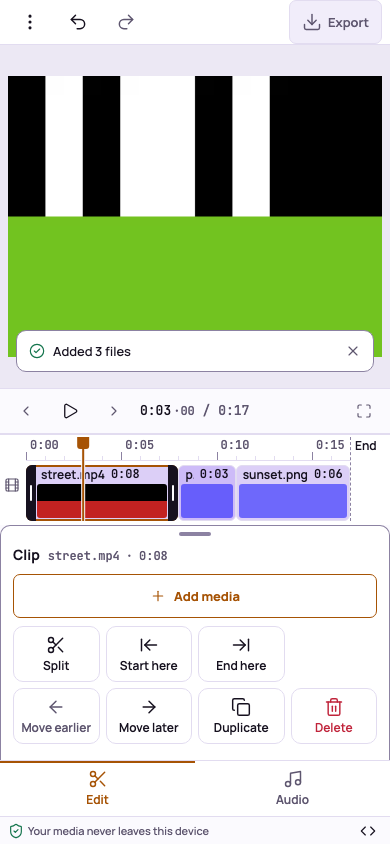 Export
Added 3 files
0:03·00 / 0:17
0:00 0:05 0:10 0:15 End
street.mp4 0:08 p 0:03 sunset.png 0:06
Clip street.mp4 · 0:08
+ Add media
Split Start here End here
Move earlier Move later Duplicate Delete
Edit Audio
Your media never leaves this device